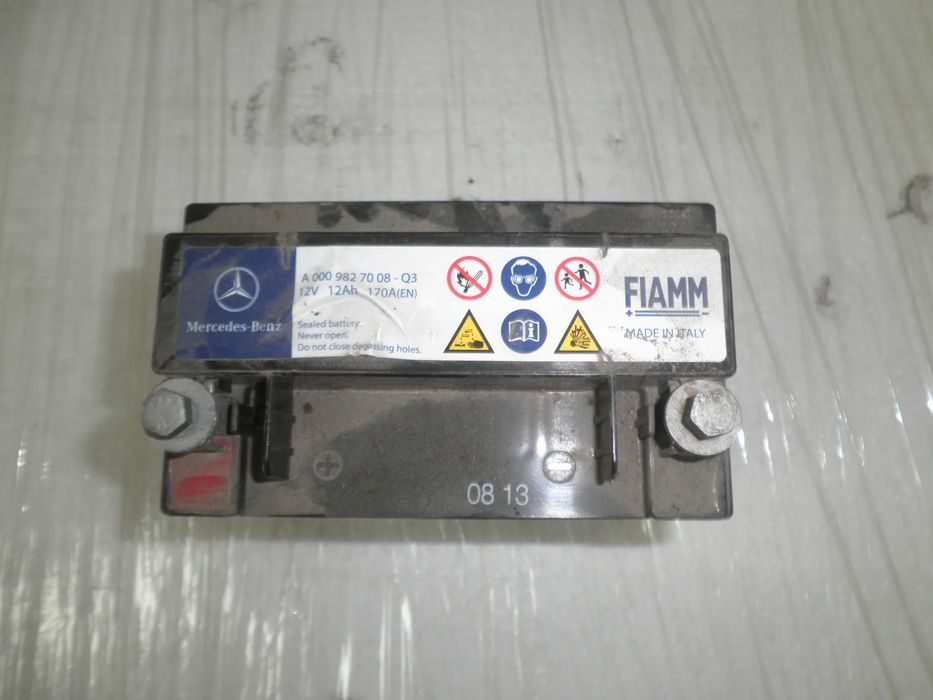 Mercedes-Benz
A 000 982 70 08 - Q3
12V 12Ah 170A(EN)
Sealed battery.
Never open.
Do not close degassing holes.
FIAMM
MADE IN ITALY
08 13